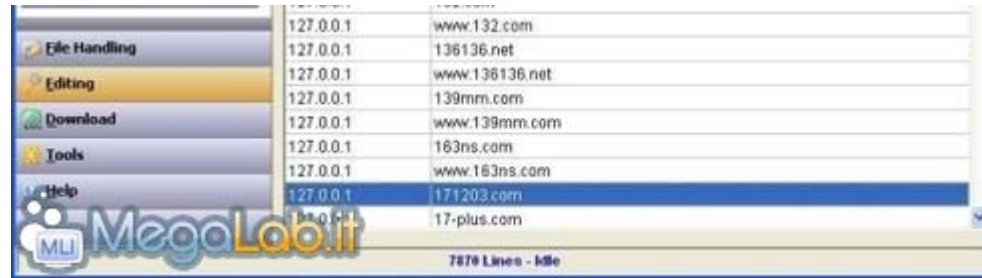 127.0.0.1 www.132.com
127.0.0.1 136136.net
127.0.0.1 www.136136.net
127.0.0.1 139mm.com
127.0.0.1 www.139mm.com
127.0.0.1 163ns.com
127.0.0.1 www.163ns.com
127.0.0.1 171203.com
17-plus.com
File Handling
Editing
Download
Tools
Help
MLI MegaLab.it
7870 Lines - Idle